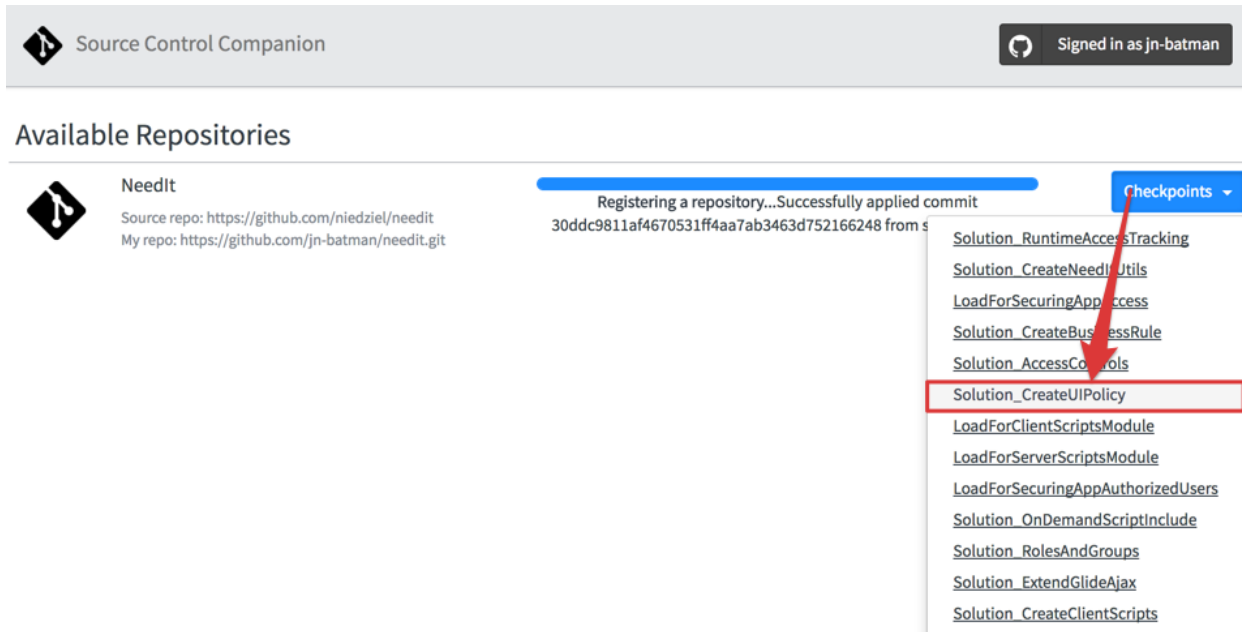 Source Control Companion
Signed in as jn-batman
Available Repositories
NeedIt
Source repo: https://github.com/niedziel/needit
My repo: https://github.com/jn-batman/needit.git
Registering a repository...Successfully applied commit
30ddc9811af4670531ff4aa7ab3463d752166248 from s
Checkpoints
Solution_RuntimeAccessTracking
Solution_CreateNeedItUtils
LoadForSecuringAppAccess
Solution_CreateBusinessRule
Solution_AccessControls
Solution_CreateUIPolicy
LoadForClientScriptsModule
LoadForServerScriptsModule
LoadForSecuringAppAuthorizedUsers
Solution_OnDemandScriptInclude
Solution_RolesAndGroups
Solution_ExtendGlideAjax
Solution_CreateClientScripts